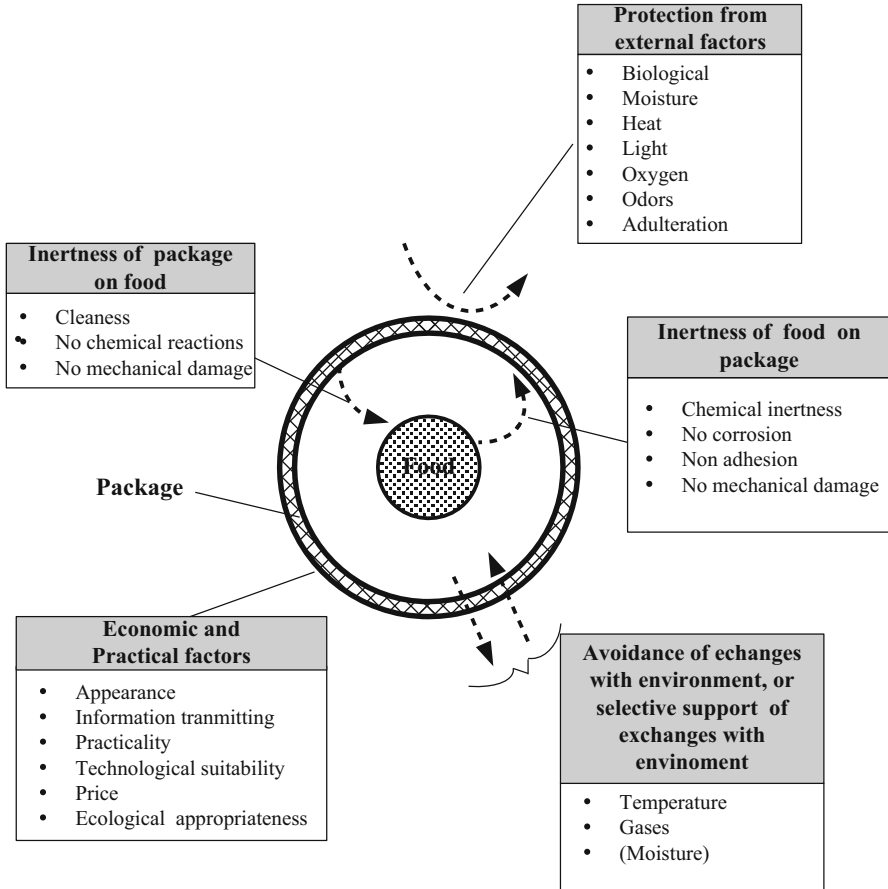 Protection from
external factors
• Biological
• Moisture
• Heat
• Light
• Oxygen
• Odors
• Adulteration
Inertness of package
on food
• Cleaness
• No chemical reactions
• No mechanical damage
Inertness of food on
package
• Chemical inertness
• No corrosion
• Non adhesion
• No mechanical damage
Food
Package
Economic and
Practical factors
• Appearance
• Information tranmitting
• Practicality
• Technological suitability
• Price
• Ecological appropriateness
Avoidance of echanges
with environment, or
selective support of
exchanges with
envinoment
• Temperature
• Gases
• (Moisture)